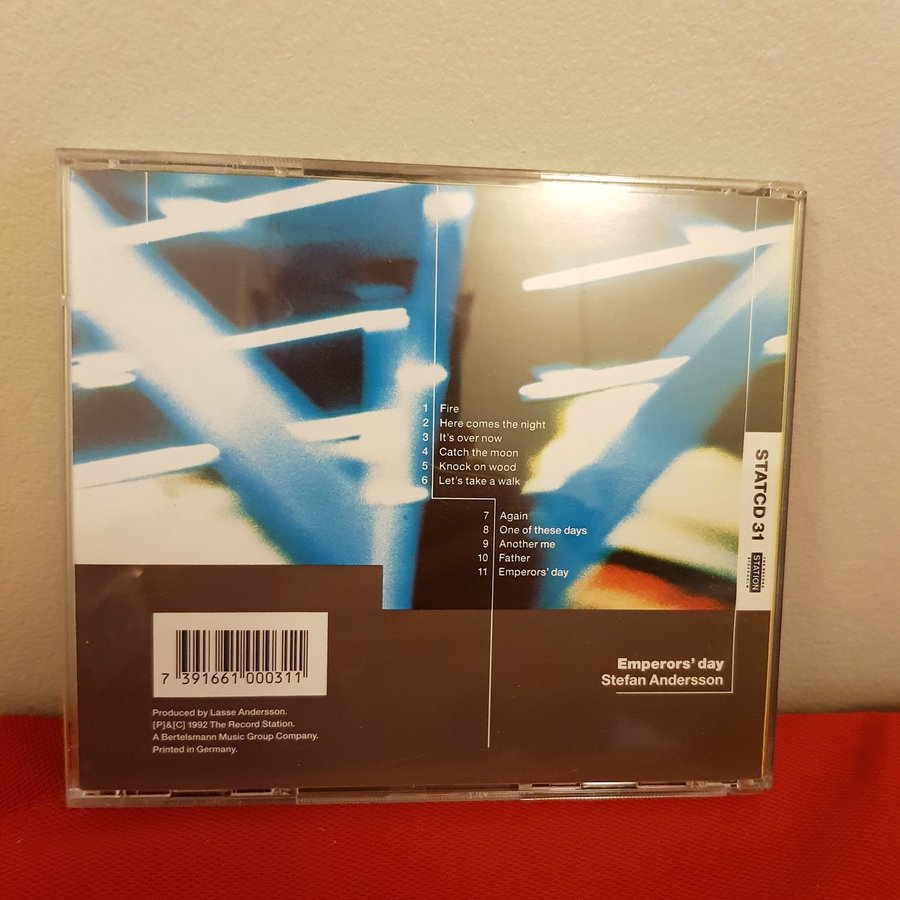 1 Fire
2 Here comes the night
3 It's over now
4 Catch the moon
5 Knock on wood
6 Let's take a walk
7 Again
8 One of these days
9 Another me
10 Father
11 Emperors' day
STATCD 31
STATION
Emperors' day
Stefan Andersson
7 391661 000311
Produced by Lasse Andersson.
[P]&[C] 1992 The Record Station.
A Bertelsmann Music Group Company.
Printed in Germany.